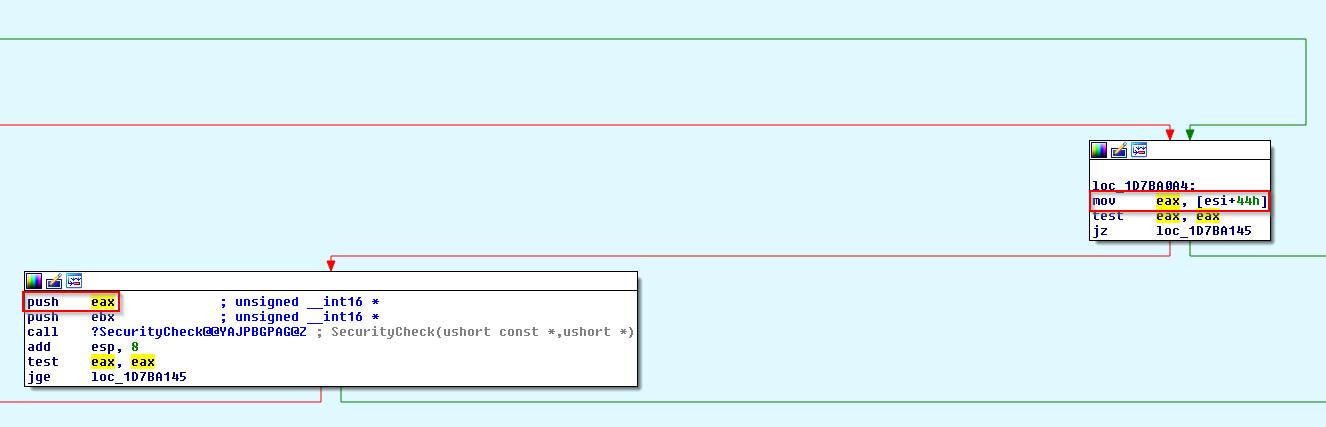 loc_1D7BA0A4:
mov eax, [esi+44h]
test eax, eax
jz loc_1D7BA145
push eax ; unsigned __int16 *
push ebx ; unsigned __int16 *
call ?SecurityCheck@@YAJPBGPAG@Z ; SecurityCheck(ushort const *,ushort *)
add esp, 8
test eax, eax
jge loc_1D7BA145